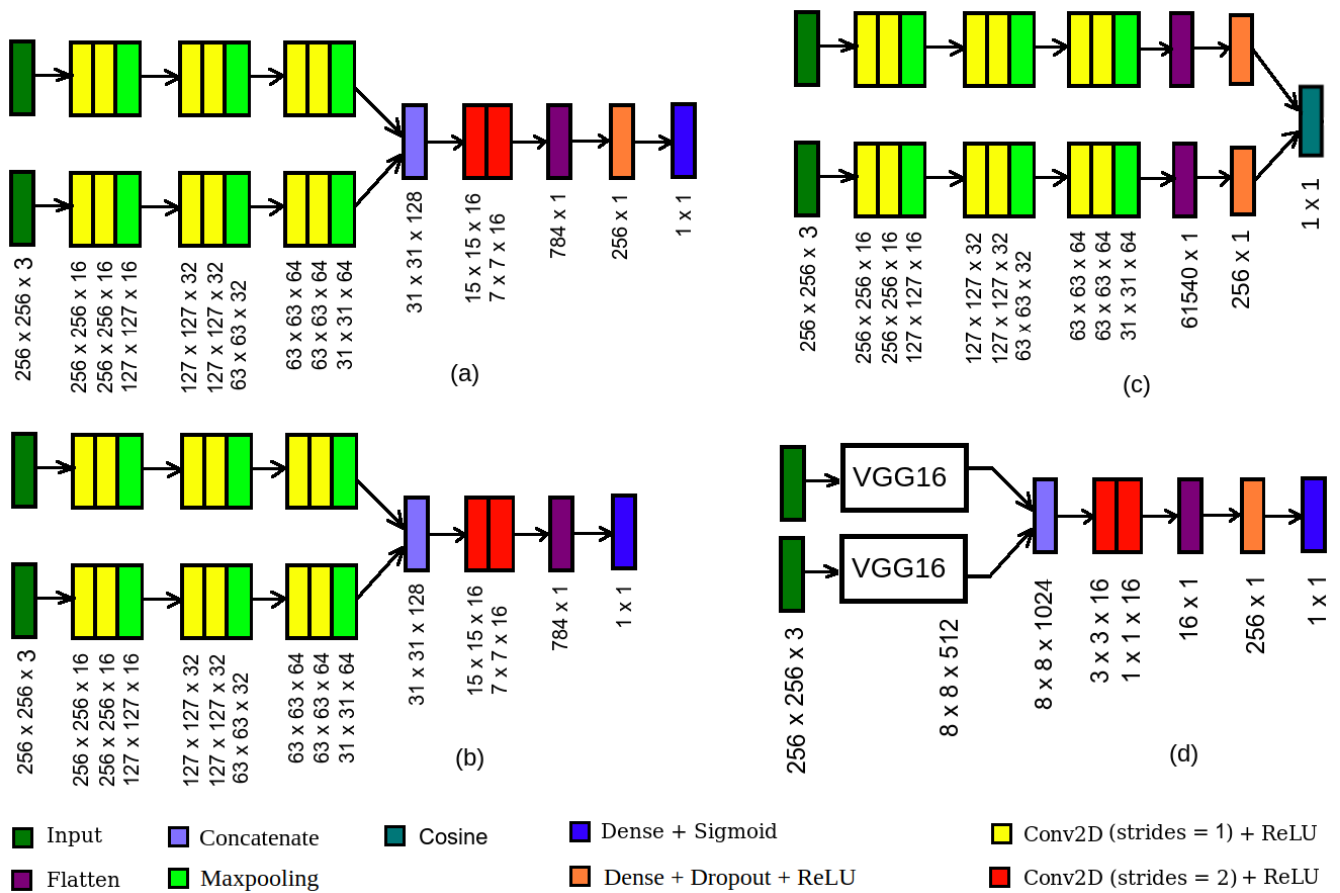 256 x 256 x 3
256 x 256 x 16
256 x 256 x 16
127 x 127 x 16
127 x 127 x 32
127 x 127 x 32
63 x 63 x 32
63 x 63 x 64
63 x 63 x 64
31 x 31 x 64
31 x 31 x 128
15 x 15 x 16
7 x 7 x 16
784 x 1
256 x 1
1 x 1
(a)
256 x 256 x 3
256 x 256 x 16
256 x 256 x 16
127 x 127 x 16
127 x 127 x 32
127 x 127 x 32
63 x 63 x 32
63 x 63 x 64
63 x 63 x 64
31 x 31 x 64
61540 x 1
256 x 1
1 x 1
(c)
256 x 256 x 3
256 x 256 x 16
256 x 256 x 16
127 x 127 x 16
127 x 127 x 32
127 x 127 x 32
63 x 63 x 32
63 x 63 x 64
63 x 63 x 64
31 x 31 x 64
31 x 31 x 128
15 x 15 x 16
7 x 7 x 16
784 x 1
1 x 1
(b)
VGG16
VGG16
256 x 256 x 3
8 x 8 x 512
8 x 8 x 1024
3 x 3 x 16
1 x 1 x 16
16 x 1
256 x 1
1 x 1
(d)
Input
Concatenate
Cosine
Dense + Sigmoid
Conv2D (strides = 1) + ReLU
Flatten
Maxpooling
Dense + Dropout + ReLU
Conv2D (strides = 2) + ReLU